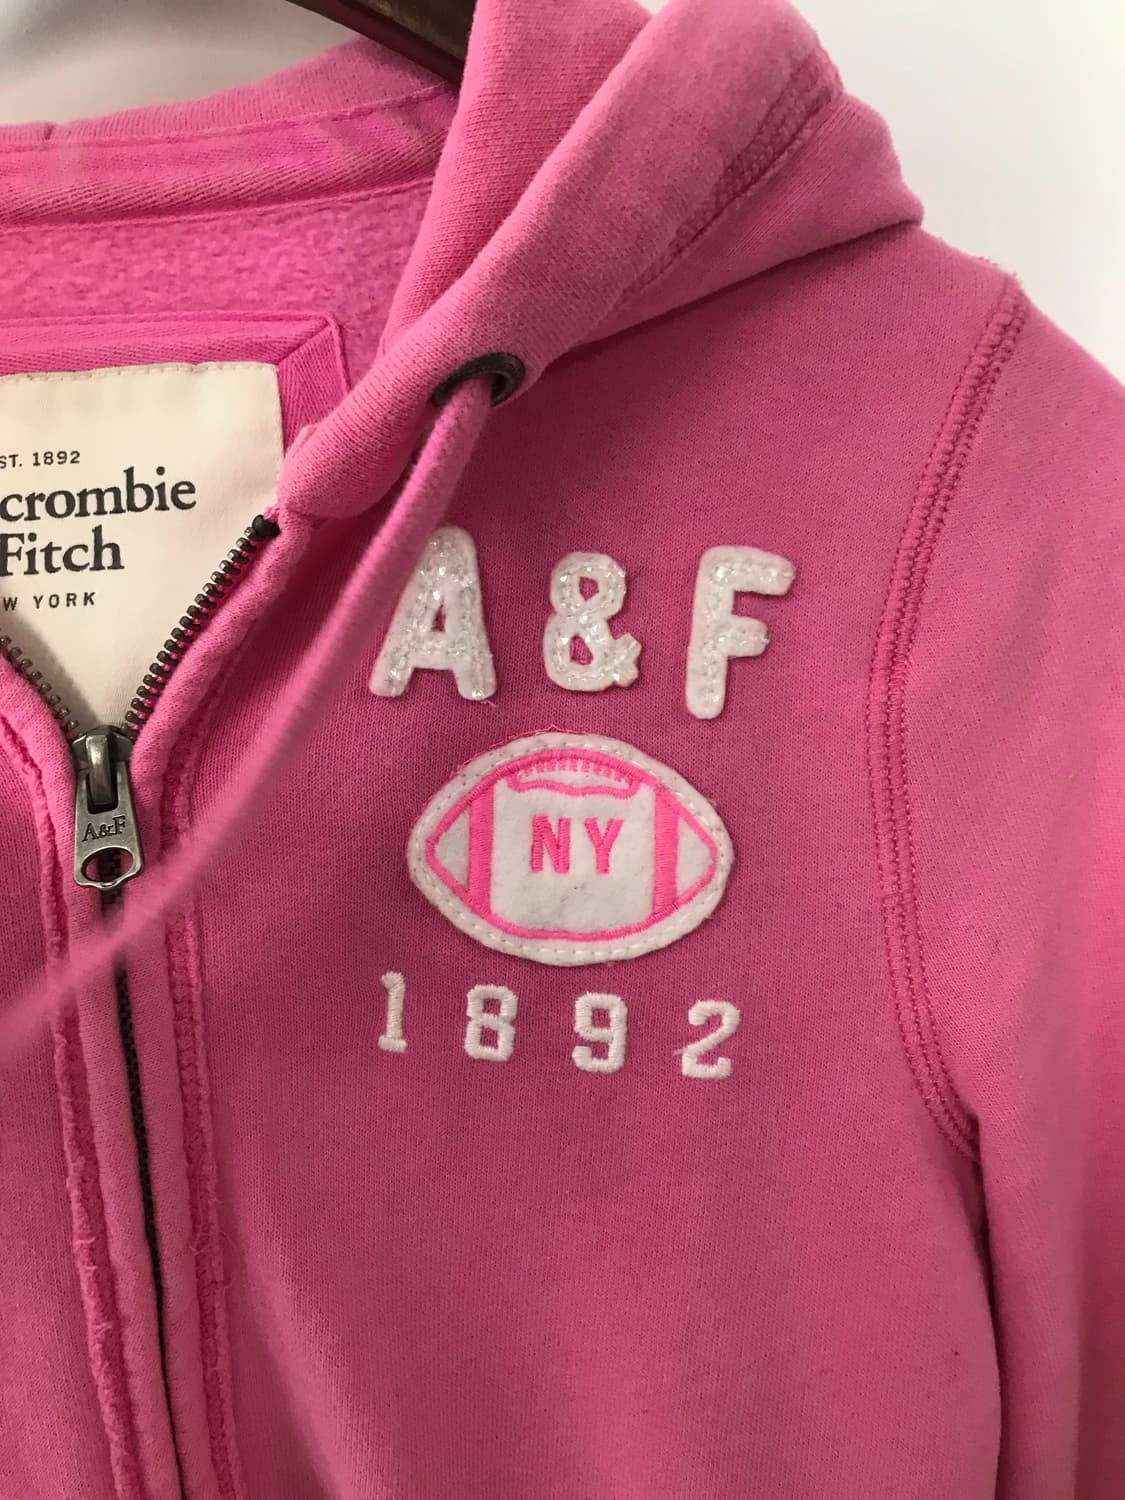 ST. 1892
crombie
Fitch
W YORK
A&F
A&F
NY
1892